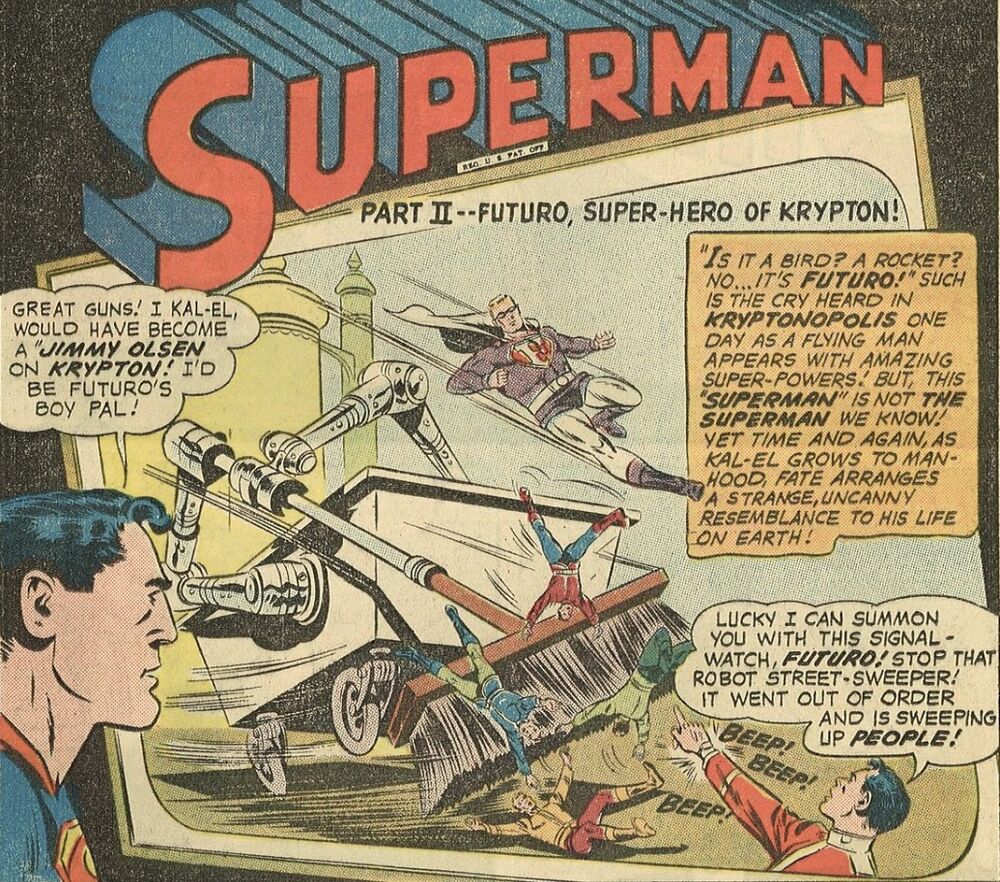 SUPERMAN
REG. U. S. PAT. OFF.
PART II--FUTURO, SUPER-HERO OF KRYPTON!
"IS IT A BIRD? A ROCKET?
NO...IT'S FUTURO!" SUCH
IS THE CRY HEARD IN
KRYPTONOPOLIS ONE
DAY AS A FLYING MAN
APPEARS WITH AMAZING
SUPER-POWERS! BUT, THIS
"SUPERMAN" IS NOT THE
SUPERMAN WE KNOW!
YET TIME AND AGAIN, AS
KAL-EL GROWS TO MAN-
HOOD, FATE ARRANGES
A STRANGE, UNCANNY
RESEMBLANCE TO HIS LIFE
ON EARTH!
GREAT GUNS! I KAL-EL,
WOULD HAVE BECOME
A "JIMMY OLSEN
ON KRYPTON! I'D
BE FUTURO'S
BOY PAL!
LUCKY I CAN SUMMON
YOU WITH THIS SIGNAL-
WATCH, FUTURO! STOP THAT
ROBOT STREET-SWEEPER!
IT WENT OUT OF ORDER
AND IS SWEEPING
UP PEOPLE!
BEEP!
BEEP!
BEEP!